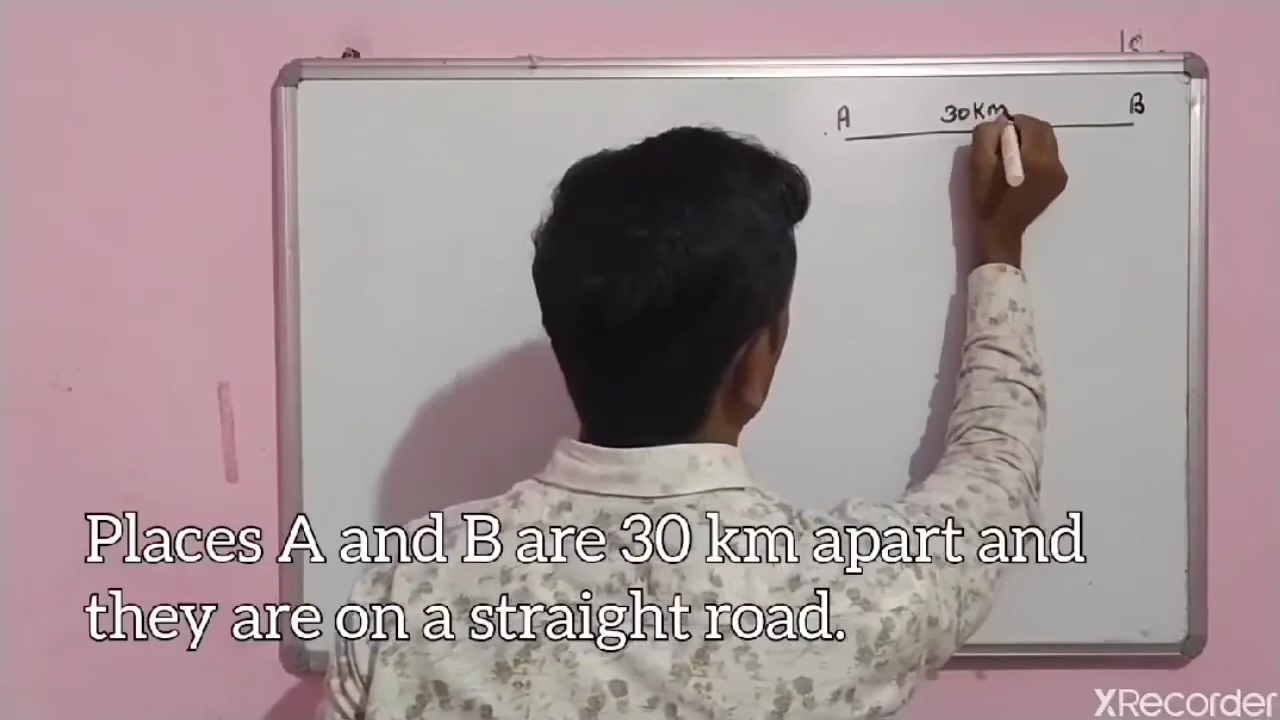 A 30Km B
Places A and B are 30 km apart and
they are on a straight road.
XRecorder